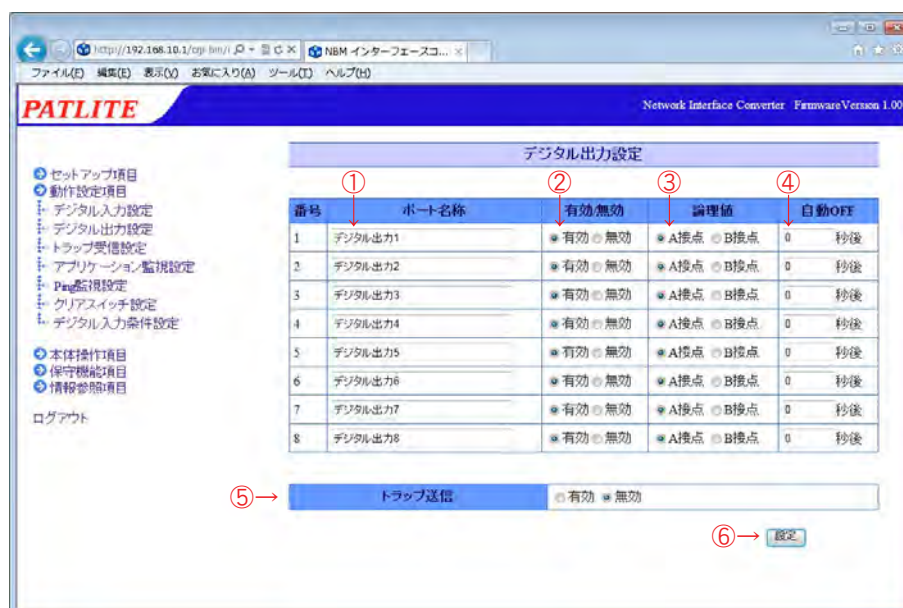 http://192.168.10.1/cgi-bin/i
NBM インターフェースコ...
ファイル(F) 編集(E) 表示(V) お気に入り(A) ツール(T) ヘルプ(H)
PATLITE
Network Interface Converter FirmwareVersion 1.00
セットアップ項目
動作設定項目
デジタル入力設定
デジタル出力設定
トラップ受信設定
アプリケーション監視設定
Ping監視設定
クリアスイッチ設定
デジタル入力条件設定
本体操作項目
保守機能項目
情報参照項目
ログアウト
デジタル出力設定
① ② ③ ④
番号 ポート名称 有効/無効 論理値 自動OFF
1 デジタル出力1 有効 無効 A接点 B接点 0 秒後
2 デジタル出力2 有効 無効 A接点 B接点 0 秒後
3 デジタル出力3 有効 無効 A接点 B接点 0 秒後
4 デジタル出力4 有効 無効 A接点 B接点 0 秒後
5 デジタル出力5 有効 無効 A接点 B接点 0 秒後
6 デジタル出力6 有効 無効 A接点 B接点 0 秒後
7 デジタル出力7 有効 無効 A接点 B接点 0 秒後
8 デジタル出力8 有効 無効 A接点 B接点 0 秒後
⑤→ トラップ送信 有効 無効
⑥→ 設定